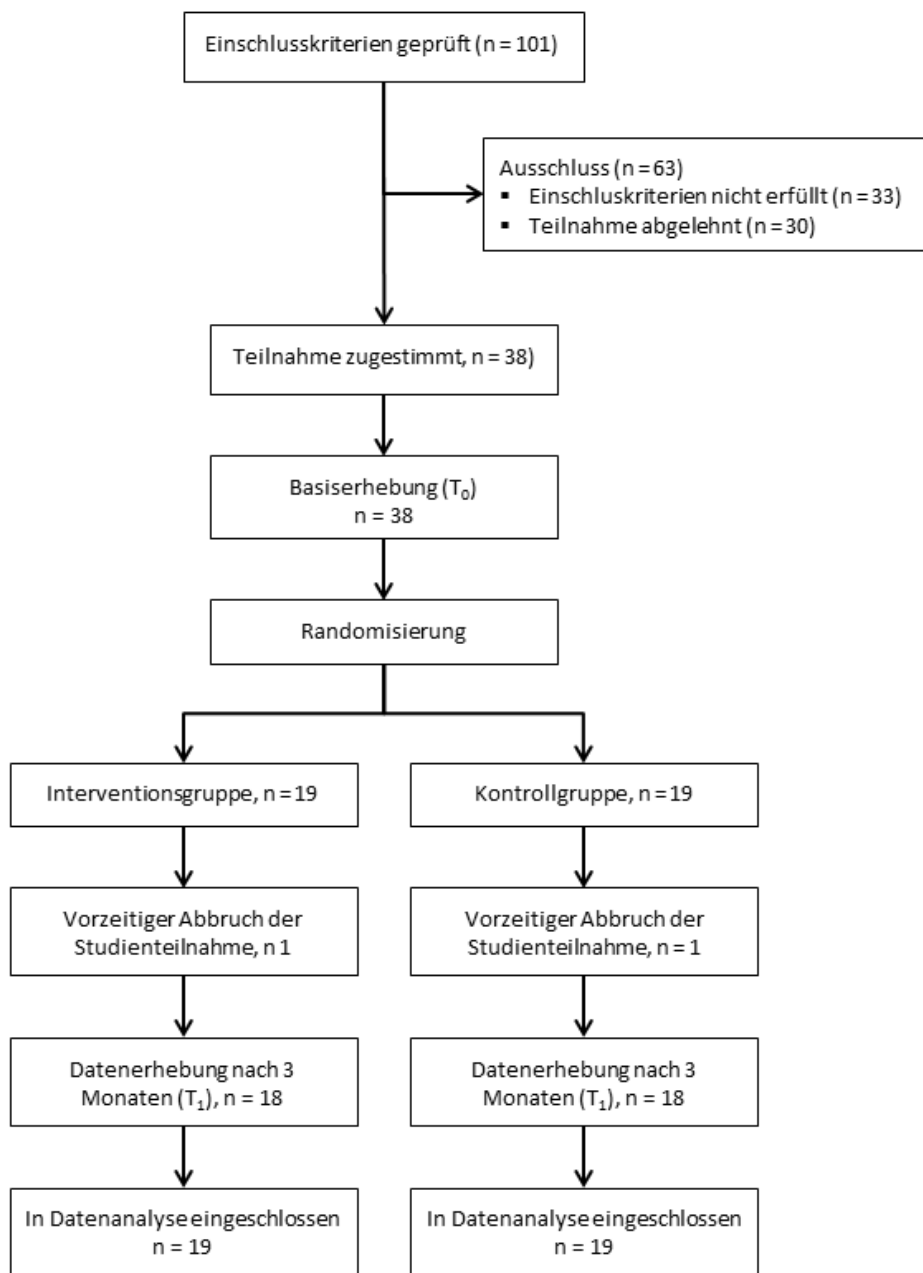 Einschlusskriterien geprüft (n = 101)
Ausschluss (n = 63)
▪ Einschluskriterien nicht erfüllt (n = 33)
▪ Teilnahme abgelehnt (n = 30)
Teilnahme zugestimmt, n = 38)
Basiserhebung (T₀)
n = 38
Randomisierung
Interventionsgruppe, n = 19
Kontrollgruppe, n = 19
Vorzeitiger Abbruch der
Studienteilnahme, n 1
Vorzeitiger Abbruch der
Studienteilnahme, n = 1
Datenerhebung nach 3
Monaten (T₁), n = 18
Datenerhebung nach 3
Monaten (T₁), n = 18
In Datenanalyse eingeschlossen
n = 19
In Datenanalyse eingeschlossen
n = 19